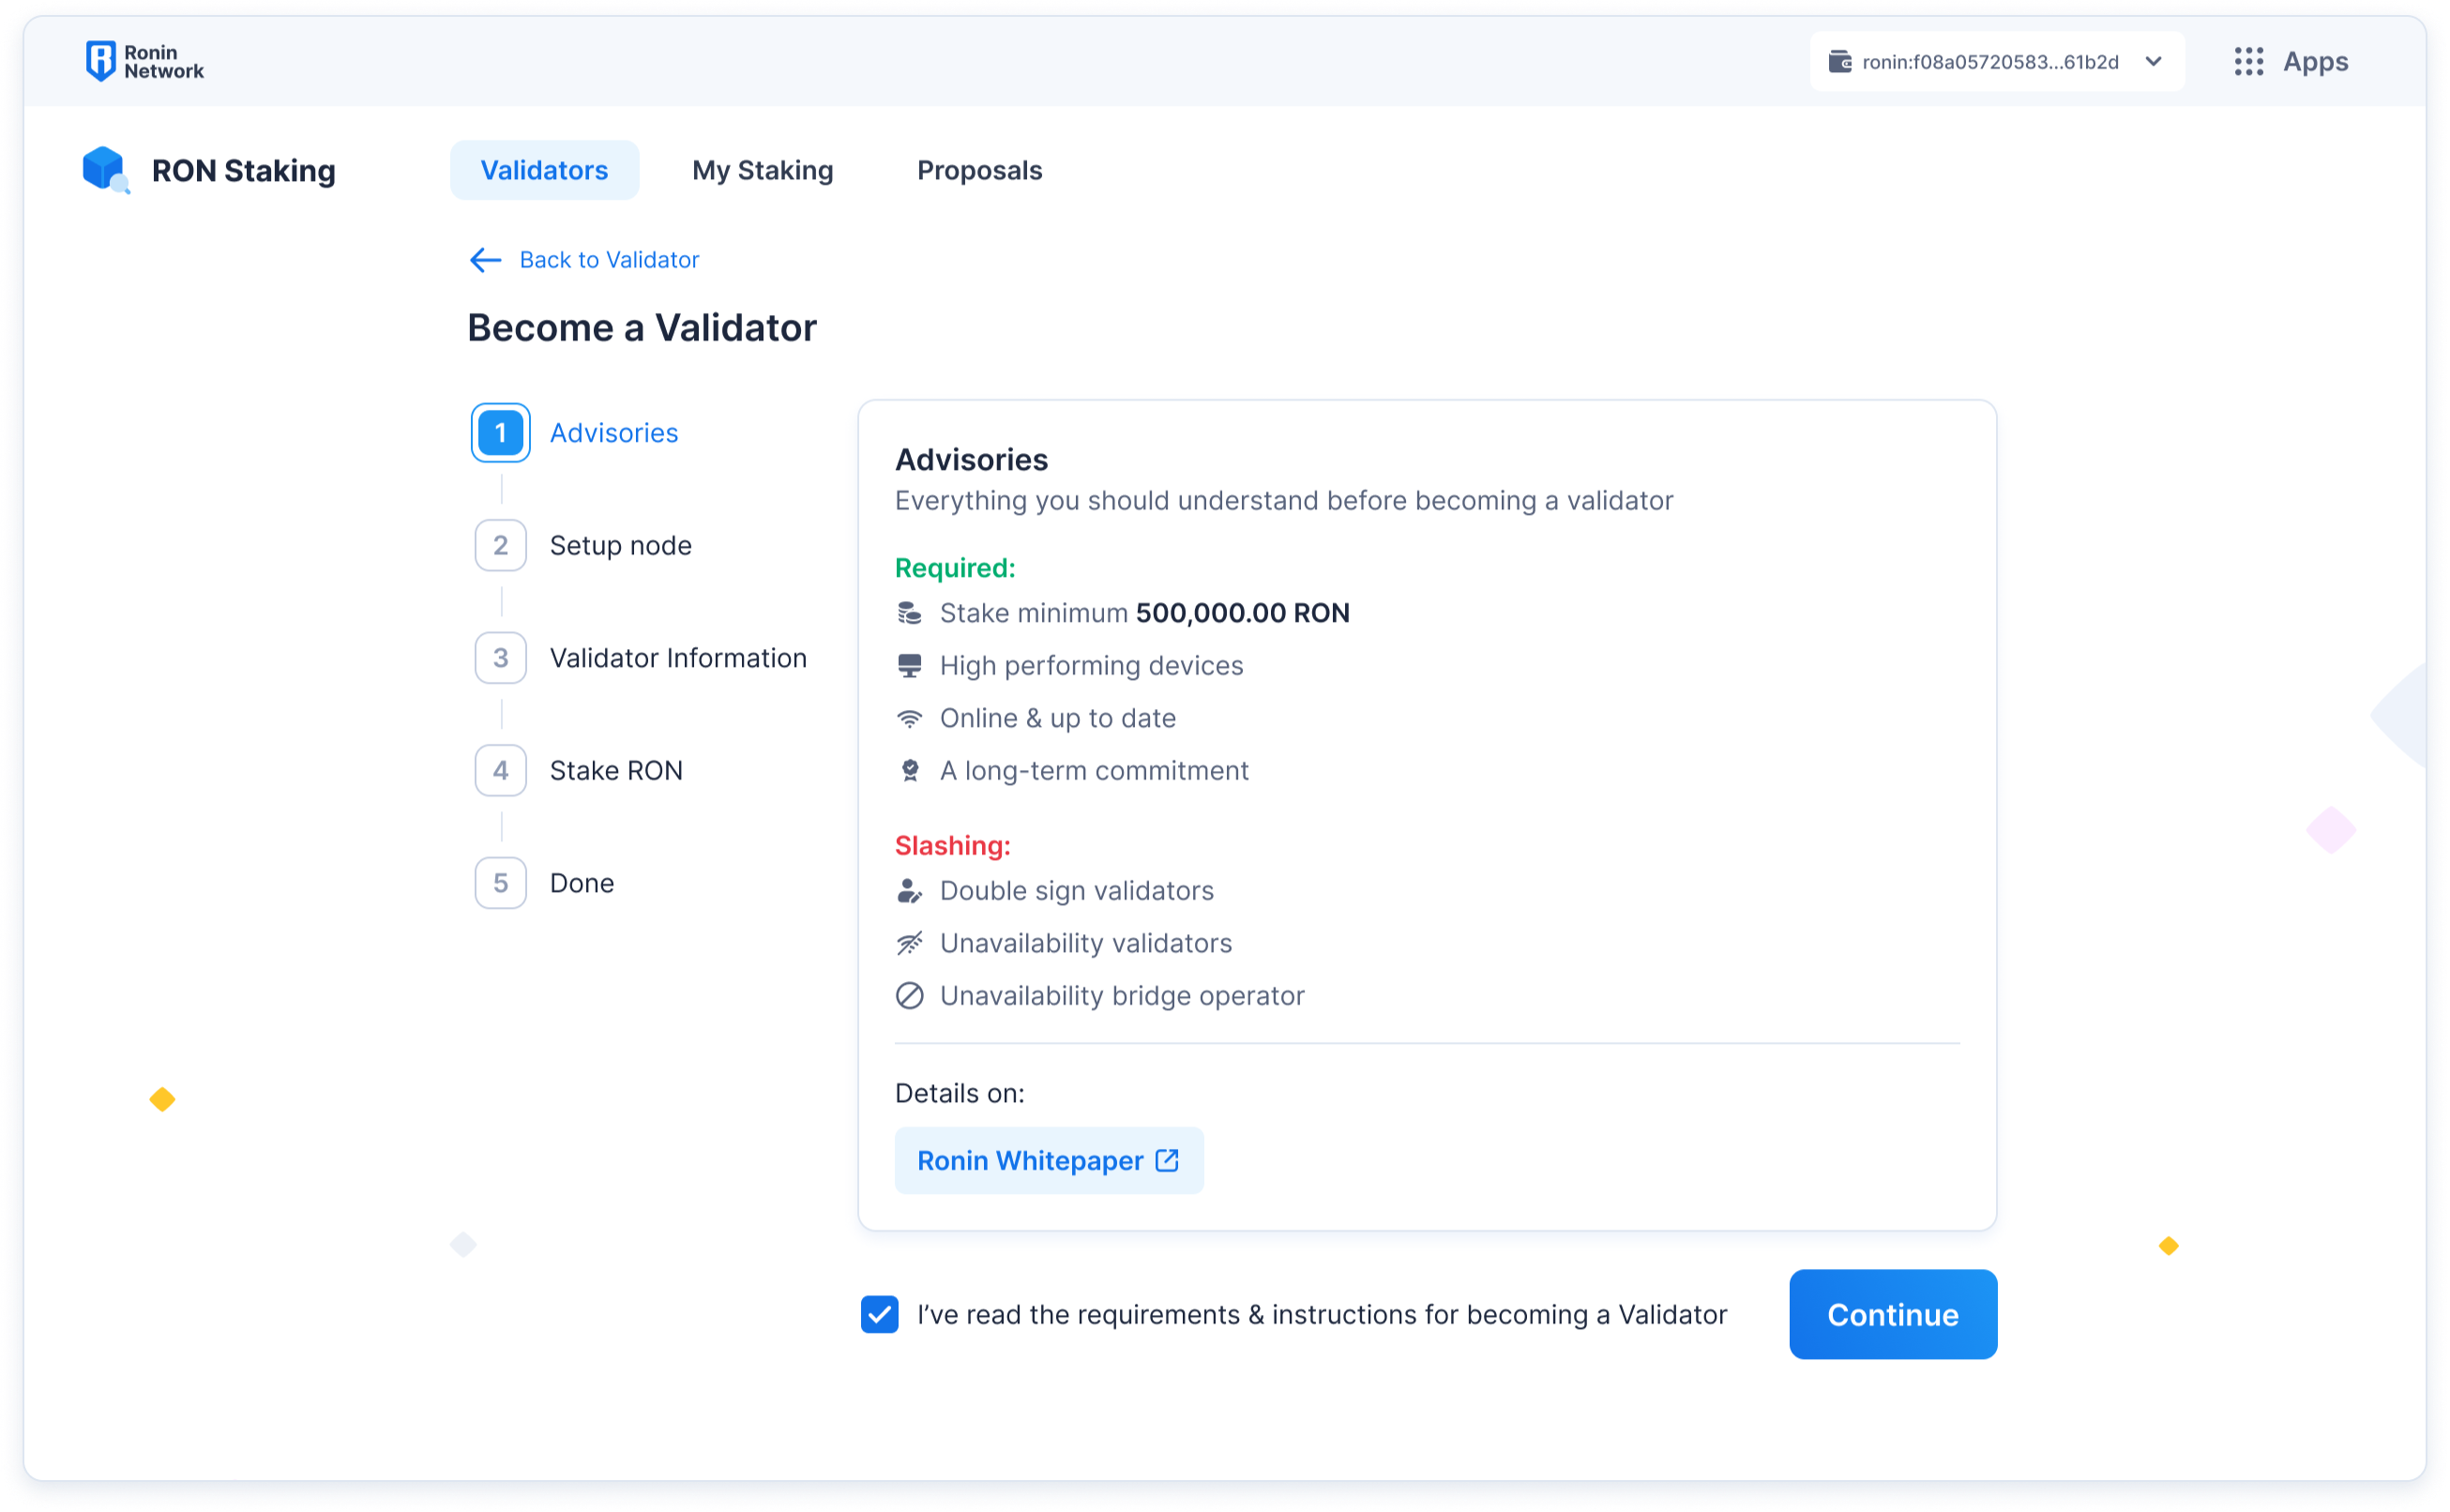 Ronin
Network
ronin:f08a05720583...61b2d
Apps
RON Staking
Validators
My Staking
Proposals
Back to Validator
Become a Validator
1 Advisories
2 Setup node
3 Validator Information
4 Stake RON
5 Done
Advisories
Everything you should understand before becoming a validator
Required:
Stake minimum 500,000.00 RON
High performing devices
Online & up to date
A long-term commitment
Slashing:
Double sign validators
Unavailability validators
Unavailability bridge operator
Details on:
Ronin Whitepaper
I’ve read the requirements & instructions for becoming a Validator
Continue